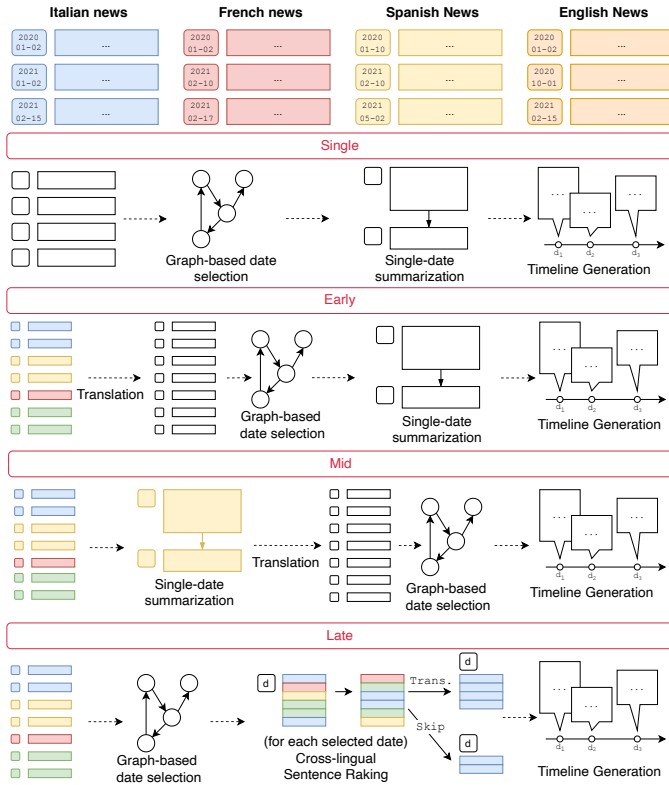 Italian news French news Spanish News English News
2020 01-02 ... 2020 01-02 ... 2020 01-10 ... 2020 01-02 ...
2021 01-02 ... 2021 02-10 ... 2021 02-10 ... 2020 10-01 ...
2021 02-15 ... 2021 02-17 ... 2021 05-02 ... 2021 02-15 ...
Single
... ... ...
d1 d2 d3
Graph-based date
selection
Single-date
summarization
Timeline Generation
Early
Translation
... ... ...
d1 d2 d3
Graph-based
date selection
Single-date
summarization
Timeline Generation
Mid
Single-date
summarization
Translation
... ... ...
d1 d2 d3
Graph-based
date selection
Timeline Generation
Late
Graph-based
date selection
d
(for each selected date)
Cross-lingual
Sentence Raking
Trans.
d
Skip
d
... ... ...
d1 d2 d3
Timeline Generation